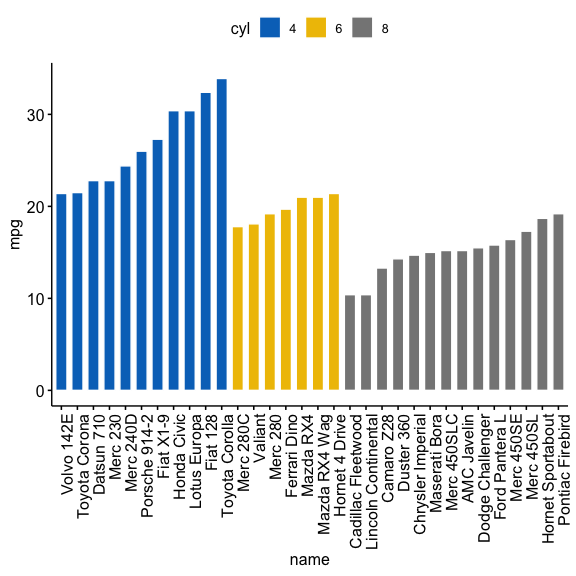 cyl 4 6 8
mpg
30
20
10
0
Volvo 142E
Toyota Corona
Datsun 710
Merc 230
Merc 240D
Porsche 914-2
Fiat X1-9
Honda Civic
Lotus Europa
Fiat 128
Toyota Corolla
Merc 280C
Valiant
Merc 280
Ferrari Dino
Mazda RX4
Mazda RX4 Wag
Hornet 4 Drive
Cadillac Fleetwood
Lincoln Continental
Camaro Z28
Duster 360
Chrysler Imperial
Maserati Bora
Merc 450SLC
AMC Javelin
Dodge Challenger
Ford Pantera L
Merc 450SE
Merc 450SL
Hornet Sportabout
Pontiac Firebird
name